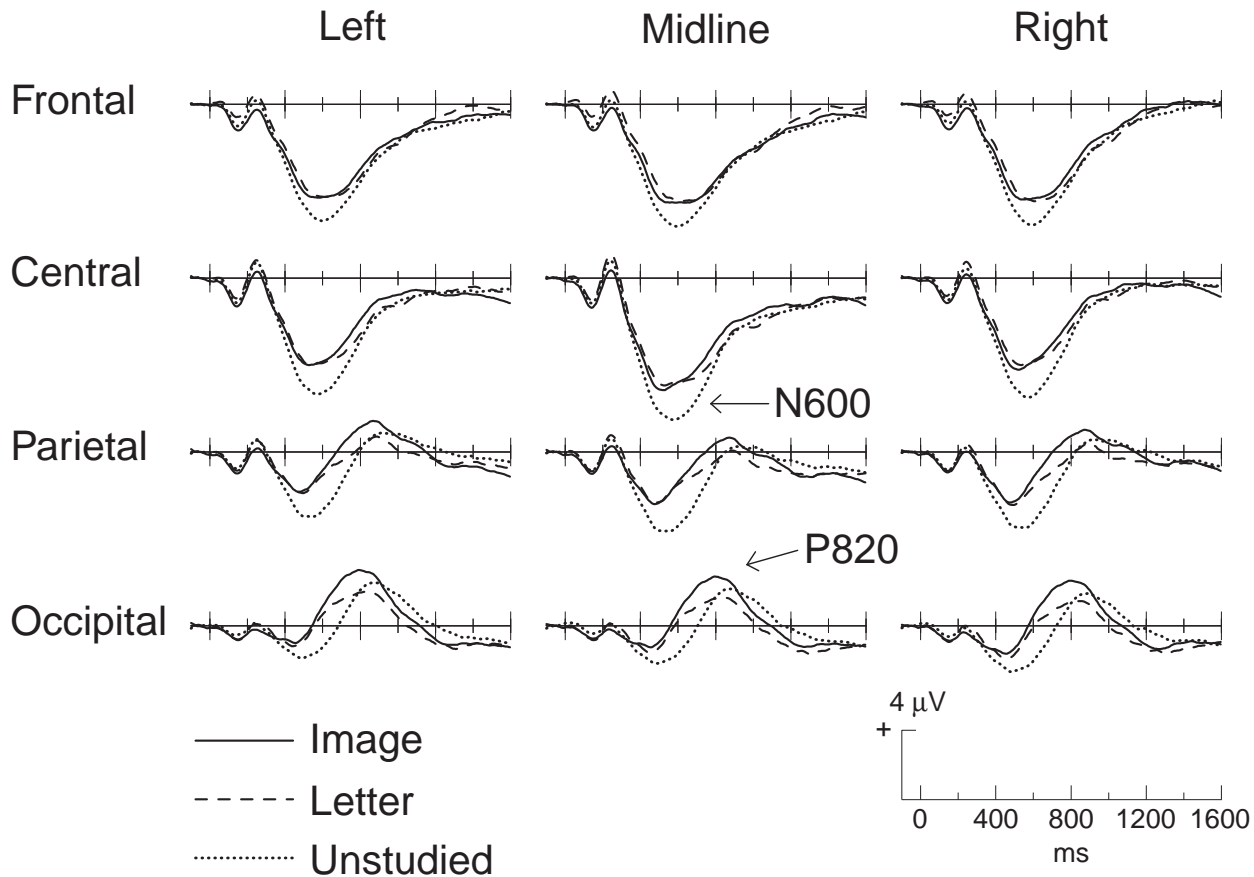 Left Midline Right
Frontal
Central
N600
Parietal
P820
Occipital
4 μV
+
Image
Letter
Unstudied
0 400 800 1200 1600
ms